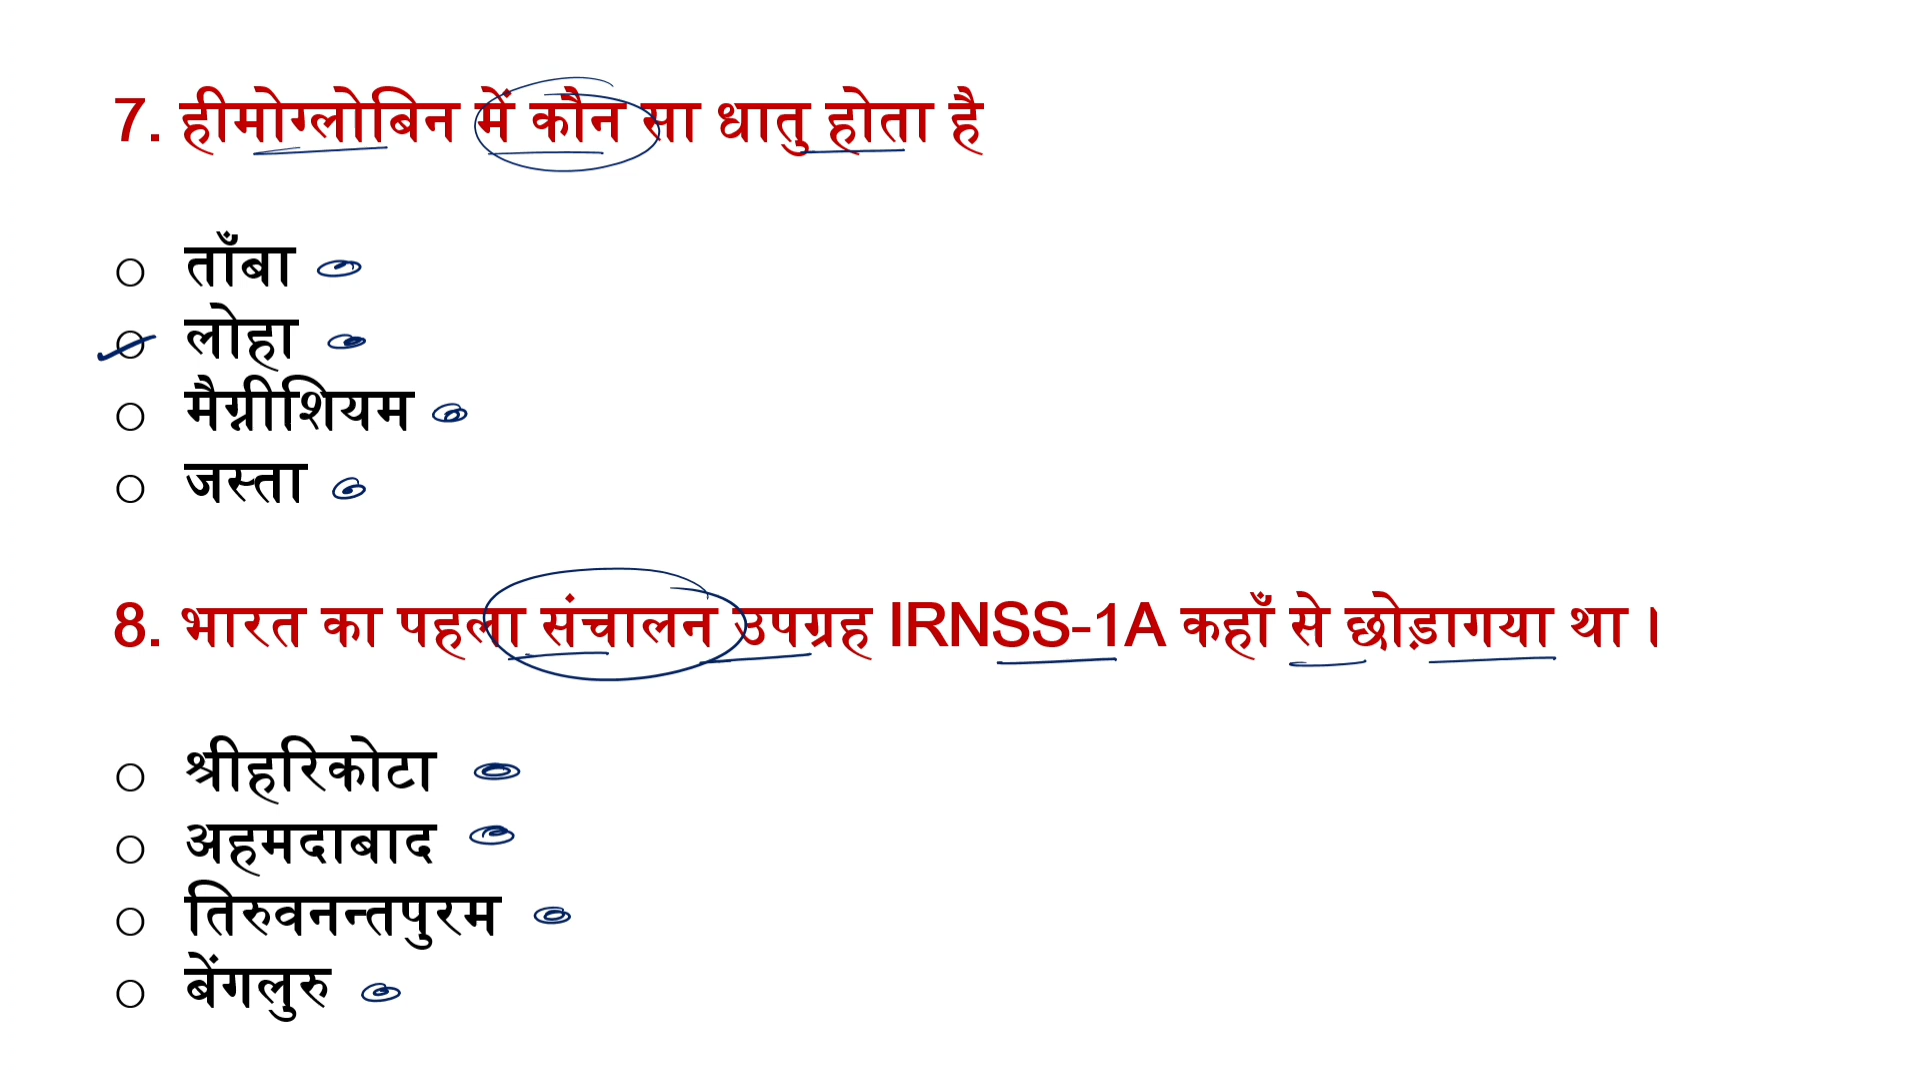 7. हीमोग्लोबिन में कौन सा धातु होता है
ताँबा
लोहा
मैग्नीशियम
जस्ता
8. भारत का पहला संचालन उपग्रह IRNSS-1A कहाँ से छोड़ागया था ।
श्रीहरिकोटा
अहमदाबाद
तिरुवनन्तपुरम
बेंगलुरु